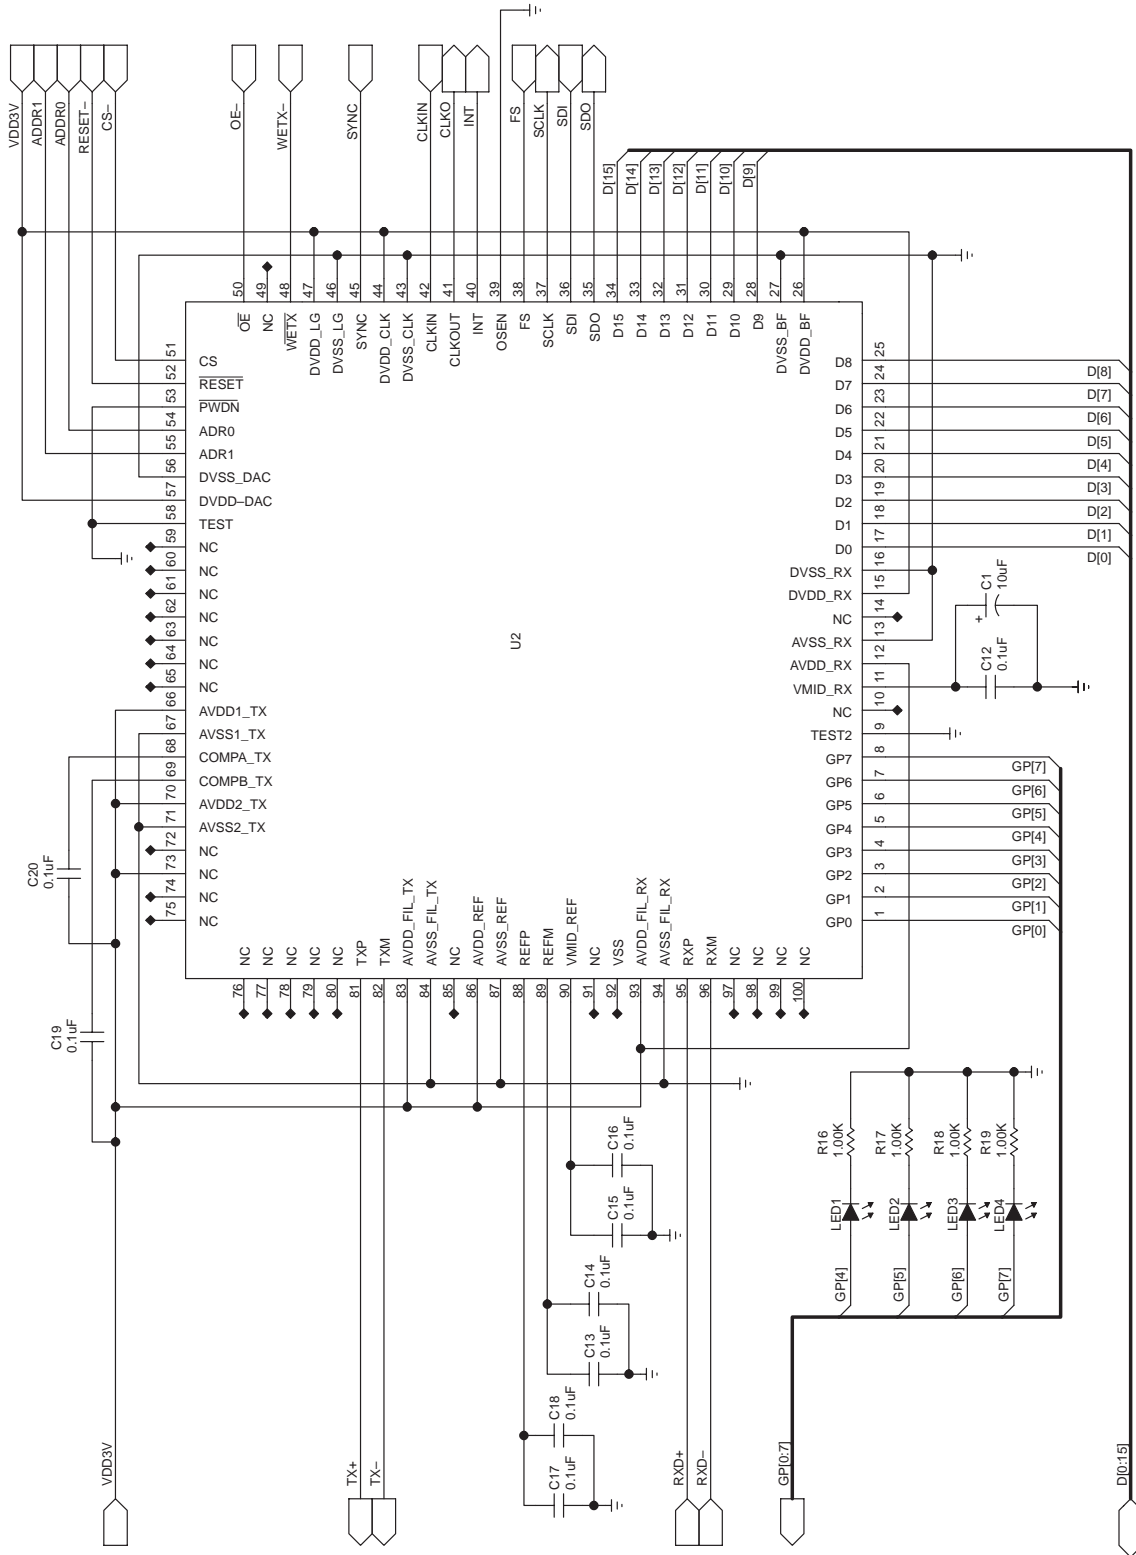 VDD3V
ADDR1
ADDR0
RESET–
CS–
OE–
WETX–
SYNC
CLKIN
CLKO
INT
FS
SCLK
SDI
SDO
D[15]
D[14]
D[13]
D[12]
D[11]
D[10]
D[9]
50
49
48
47
46
45
44
43
42
41
40
39
38
37
36
35
34
33
32
31
30
29
28
27
26
OE
NC
WETX
DVDD_LG
DVSS_LG
SYNC
DVDD_CLK
DVSS_CLK
CLKIN
CLKOUT
INT
OSEN
FS
SCLK
SDI
SDO
D15
D14
D13
D12
D11
D10
D9
DVSS_BF
DVDD_BF
51 CS
52 RESET
53 PWDN
54 ADR0
55 ADR1
56 DVSS_DAC
57 DVDD–DAC
58 TEST
59 NC
60 NC
61 NC
62 NC
63 NC
64 NC
65 NC
66 AVDD1_TX
67 AVSS1_TX
68 COMPA_TX
69 COMPB_TX
70 AVDD2_TX
71 AVSS2_TX
72 NC
73 NC
74 NC
75 NC
U2
D8 25
D7 24
D6 23
D5 22
D4 21
D3 20
D2 19
D1 18
D0 17
DVSS_RX 16
DVDD_RX 15
NC 14
AVSS_RX 13
AVDD_RX 12
VMID_RX 11
NC 10
TEST2 9
GP7 8
GP6 7
GP5 6
GP4 5
GP3 4
GP2 3
GP1 2
GP0 1
D[8]
D[7]
D[6]
D[5]
D[4]
D[3]
D[2]
D[1]
D[0]
C1
10uF
+
C12
0.1uF
GP[7]
GP[6]
GP[5]
GP[4]
GP[3]
GP[2]
GP[1]
GP[0]
C20
0.1uF
C19
0.1uF
NC
NC
NC
NC
NC
TXP
TXM
AVDD_FIL_TX
AVSS_FIL_TX
NC
AVDD_REF
AVSS_REF
REFP
REFM
VMID_REF
NC
VSS
AVDD_FIL_RX
AVSS_FIL_RX
RXP
RXM
NC
NC
NC
NC
76
77
78
79
80
81
82
83
84
85
86
87
88
89
90
91
92
93
94
95
96
97
98
99
100
C16
0.1uF
C15
0.1uF
C14
0.1uF
C13
0.1uF
C18
0.1uF
C17
0.1uF
R16
1.00K
R17
1.00K
R18
1.00K
R19
1.00K
LED1
LED2
LED3
LED4
GP[4]
GP[5]
GP[6]
GP[7]
VDD3V
TX+
TX–
RXD+
RXD–
GP[0:7]
D[0:15]